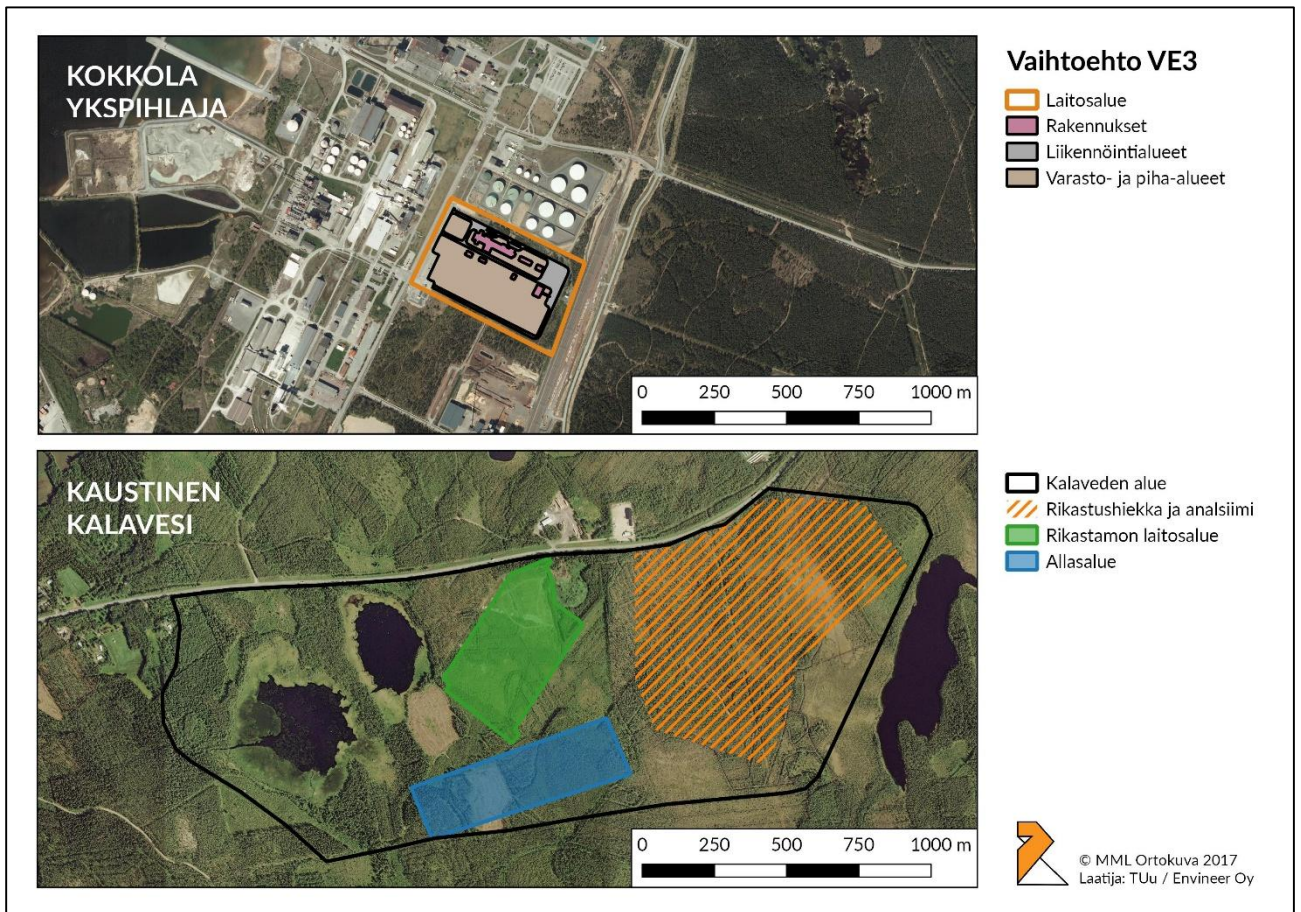 KOKKOLA
YKSPIHLAJA
0 250 500 750 1000 m
Vaihtoehto VE3
Laitosalue
Rakennukset
Liikennöintialueet
Varasto- ja piha-alueet
KAUSTINEN
KALAVESI
0 250 500 750 1000 m
Kalaveden alue
Rikastushiekka ja analsiimi
Rikastamon laitosalue
Allasalue
© MML Ortokuva 2017
Laatija: TUu / Envineer Oy